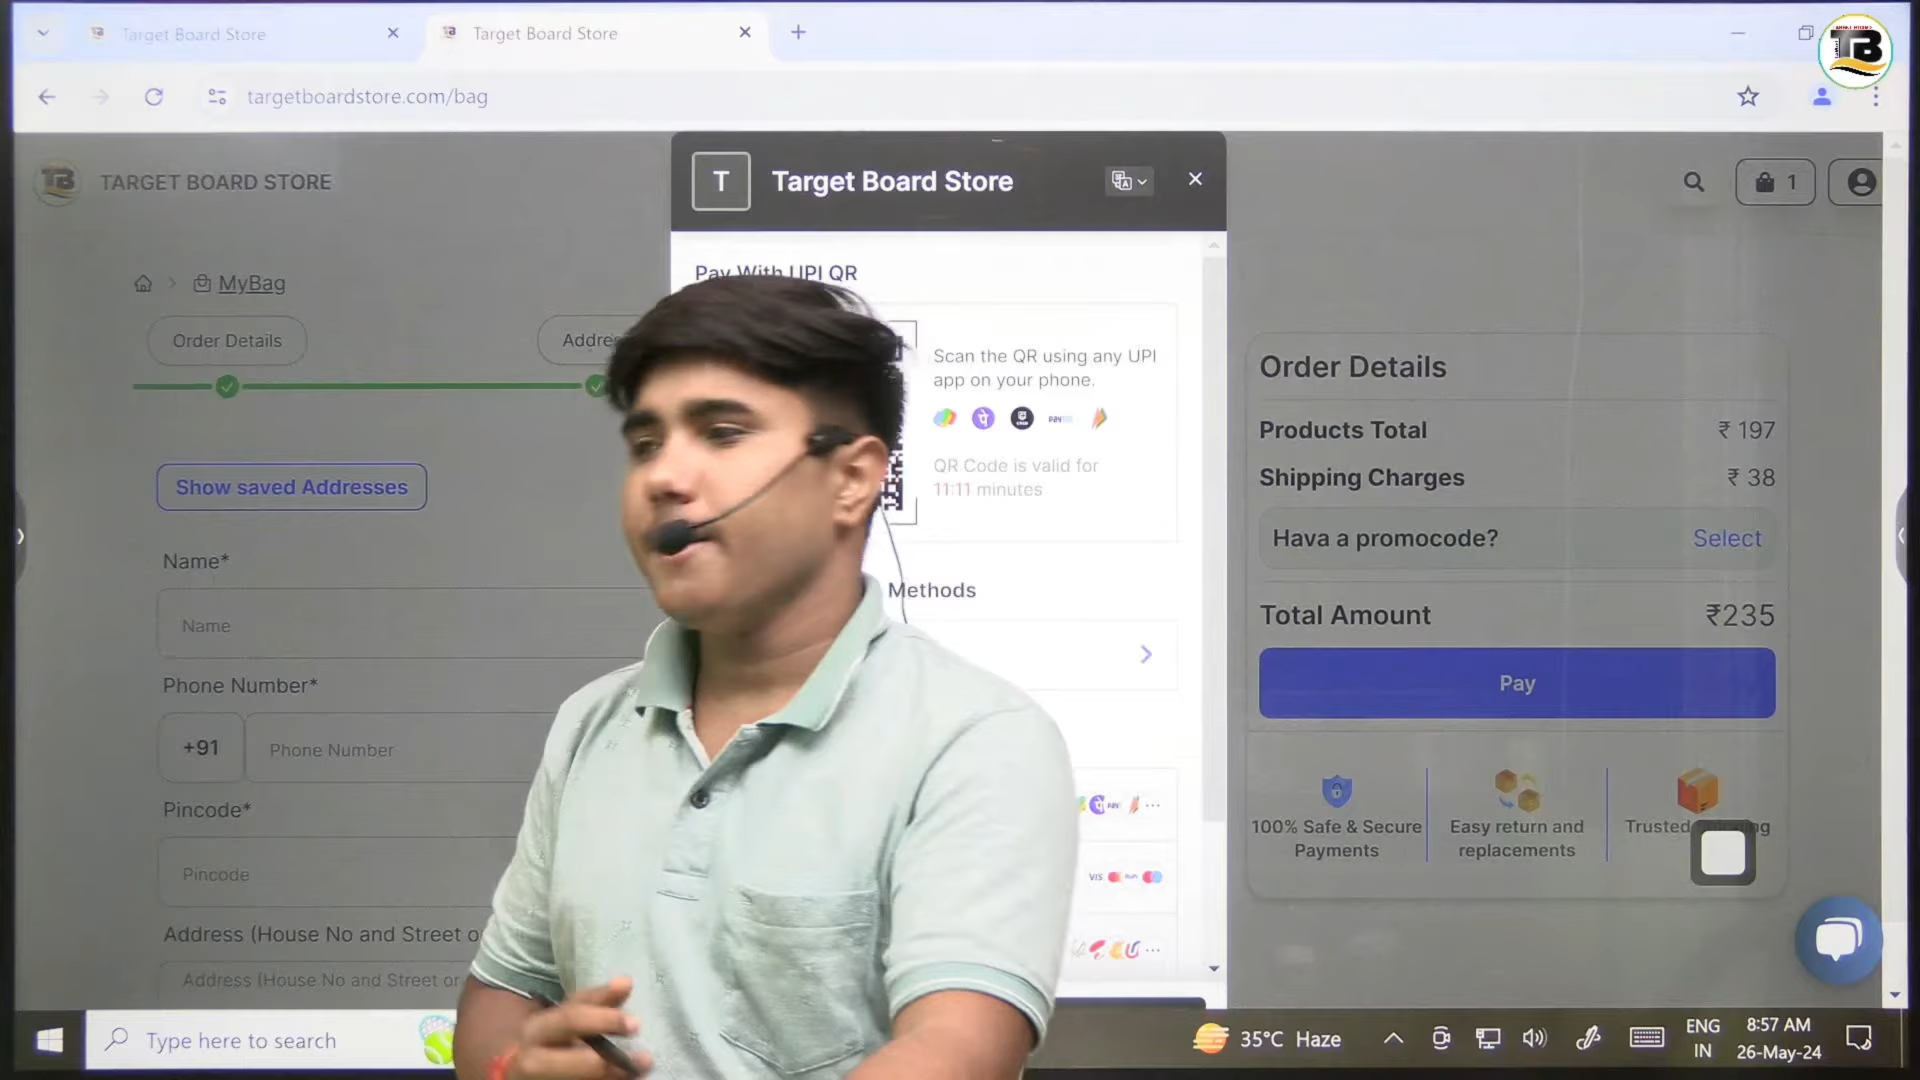 Target Board Store
Target Board Store
targetboardstore.com/bag
TB
TARGET BOARD STORE
T
Target Board Store
1
MyBag
Order Details
Addre
Pay With UPI QR
Scan the QR using any UPI
app on your phone.
QR Code is valid for
11:11 minutes
Methods
VISA
Show saved Addresses
Name*
Name
Phone Number*
+91
Phone Number
Pincode*
Pincode
Address (House No and Street o
Address (House No and Street or
Order Details
Products Total ₹ 197
Shipping Charges ₹ 38
Hava a promocode? Select
Total Amount ₹235
Pay
100% Safe & Secure
Payments
Easy return and
replacements
Trusted
Type here to search
35°C Haze
ENG
IN
8:57 AM
26-May-24